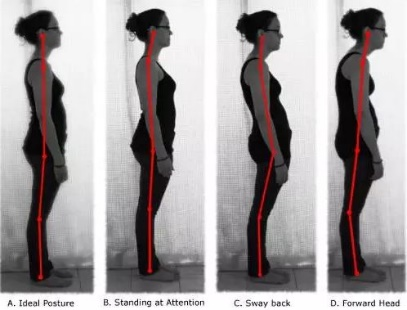 A. Ideal Posture
B. Standing at Attention
C. Sway back
D. Forward Head